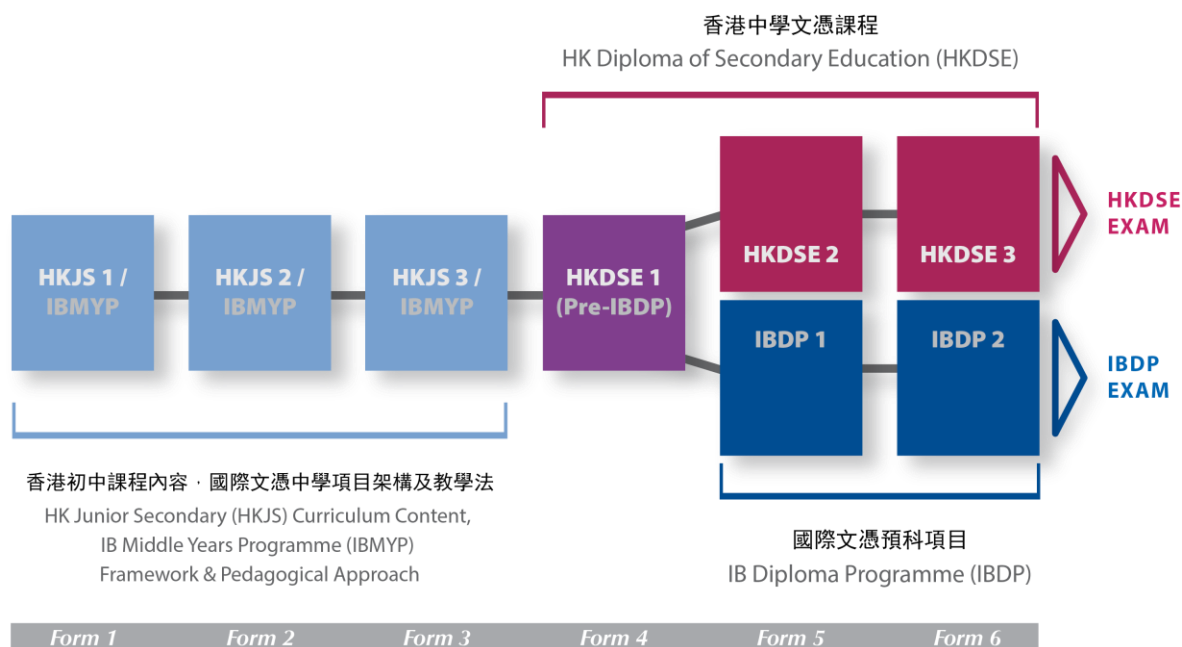 香港中學文憑課程
HK Diploma of Secondary Education (HKDSE)
HKJS 1 /
IBMYP
HKJS 2 /
IBMYP
HKJS 3 /
IBMYP
HKDSE 1
(Pre-IBDP)
HKDSE 2
HKDSE 3
HKDSE
EXAM
IBDP 1
IBDP 2
IBDP
EXAM
香港初中課程內容．國際文憑中學項目架構及教學法
HK Junior Secondary (HKJS) Curriculum Content,
IB Middle Years Programme (IBMYP)
Framework & Pedagogical Approach
國際文憑預科項目
IB Diploma Programme (IBDP)
Form 1
Form 2
Form 3
Form 4
Form 5
Form 6